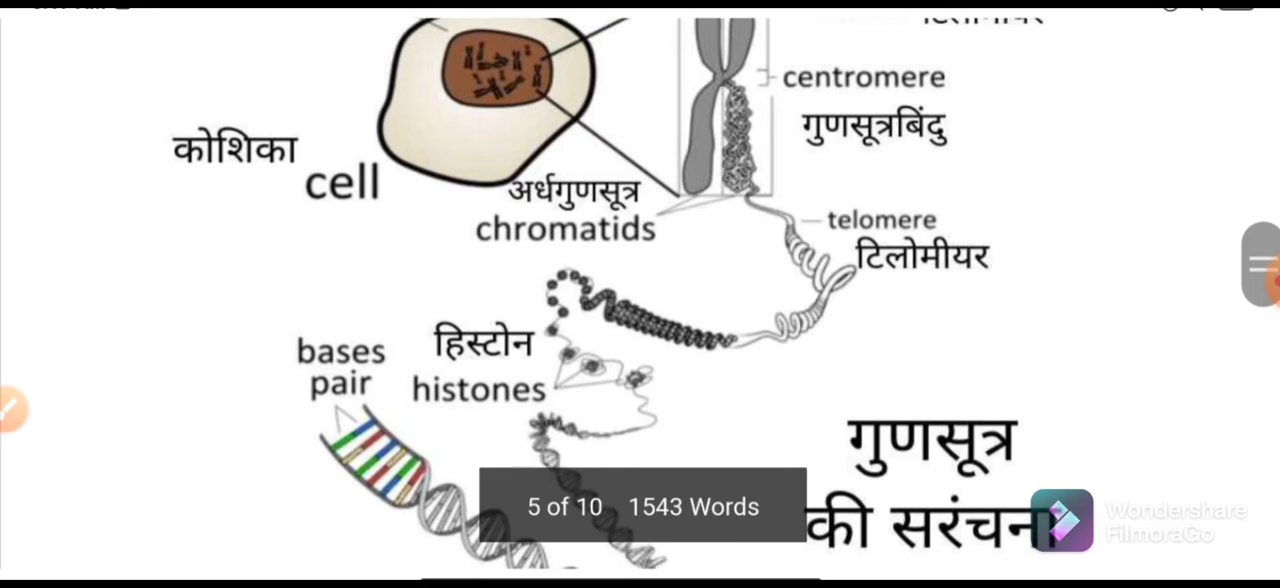 centromere
गुणसूत्रबिंदु
कोशिका
cell
अर्धगुणसूत्र
chromatids
telomere
टिलोमीयर
हिस्टोन
histones
bases
pair
गुणसूत्र
की सरंचना
5 of 10 1543 Words
Wondershare
FilmoraGo